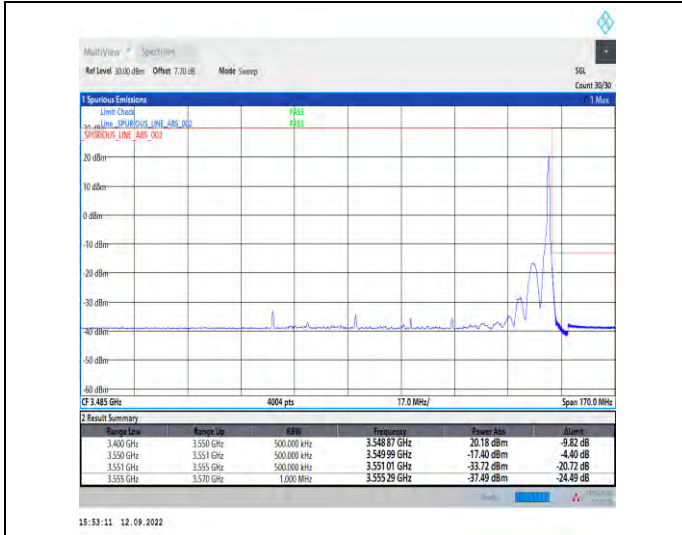 MultiView Spectrum
Ref Level 30.00 dBm Offset 7.70 dB Mode Sweep SGL
Count 30/30
1 Spurious Emissions 1 Max
Limit Check PASS
Line _SPURIOUS_LINE_ABS_002 PASS
_SPURIOUS_LINE_ABS_002
20 dBm
10 dBm
0 dBm
-10 dBm
-20 dBm
-30 dBm
-40 dBm
-50 dBm
-60 dBm
CF 3.485 GHz 4004 pts 17.0 MHz/ Span 170.0 MHz
2 Result Summary
Range Low Range Up RBW Frequency Power Abs ΔLimit
3.400 GHz 3.550 GHz 500.000 kHz 3.548 87 GHz 20.18 dBm -9.82 dB
3.550 GHz 3.551 GHz 500.000 kHz 3.549 99 GHz -17.40 dBm -4.40 dB
3.551 GHz 3.555 GHz 500.000 kHz 3.551 01 GHz -33.72 dBm -20.72 dB
3.555 GHz 3.570 GHz 1.000 MHz 3.555 29 GHz -37.49 dBm -24.49 dB
15:53:11 12.09.2022